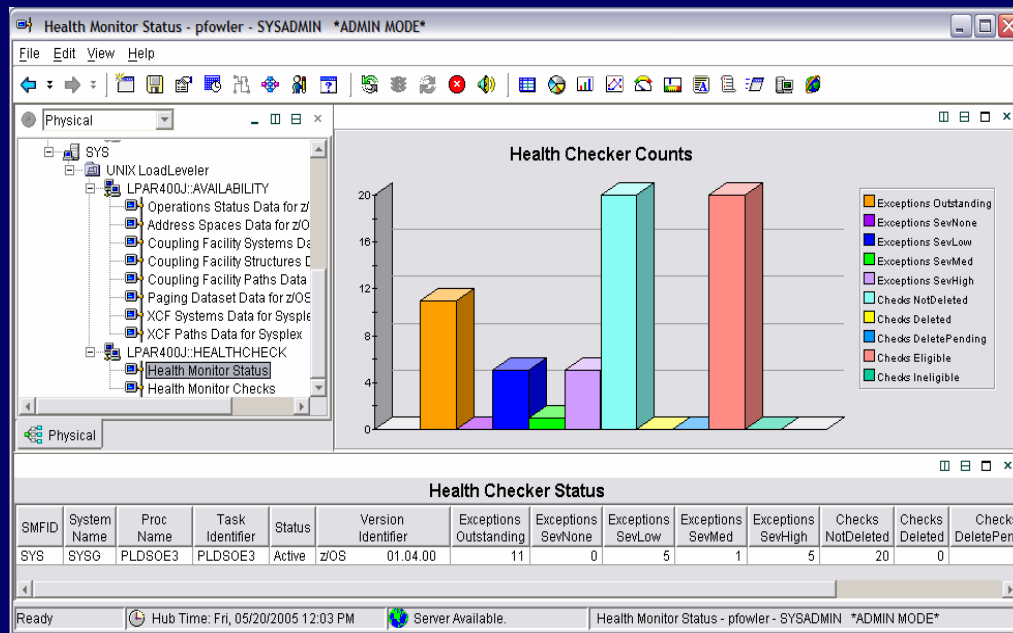 Health Monitor Status - pfowler - SYSADMIN *ADMIN MODE*
File Edit View Help
Physical
SYS
UNIX LoadLeveler
LPAR400J::AVAILABILITY
Operations Status Data for z/
Address Spaces Data for z/O
Coupling Facility Systems Da
Coupling Facility Structures D
Coupling Facility Paths Data
Paging Dataset Data for z/OS
XCF Systems Data for Sysple
XCF Paths Data for Sysplex
LPAR400J::HEALTHCHECK
Health Monitor Status
Health Monitor Checks
Physical
Health Checker Counts
20
16
12
8
4
0
Exceptions Outstanding
Exceptions SevNone
Exceptions SevLow
Exceptions SevMed
Exceptions SevHigh
Checks NotDeleted
Checks Deleted
Checks DeletePending
Checks Eligible
Checks Ineligible
Health Checker Status
SMFID System Name Proc Name Task Identifier Status Version Identifier Exceptions Outstanding Exceptions SevNone Exceptions SevLow Exceptions SevMed Exceptions SevHigh Checks NotDeleted Checks Deleted Check DeletePen
SYS SYSG PLDSOE3 PLDSOE3 Active z/OS 01.04.00 11 0 5 1 5 20 0
Ready Hub Time: Fri, 05/20/2005 12:03 PM Server Available. Health Monitor Status - pfowler - SYSADMIN *ADMIN MODE*